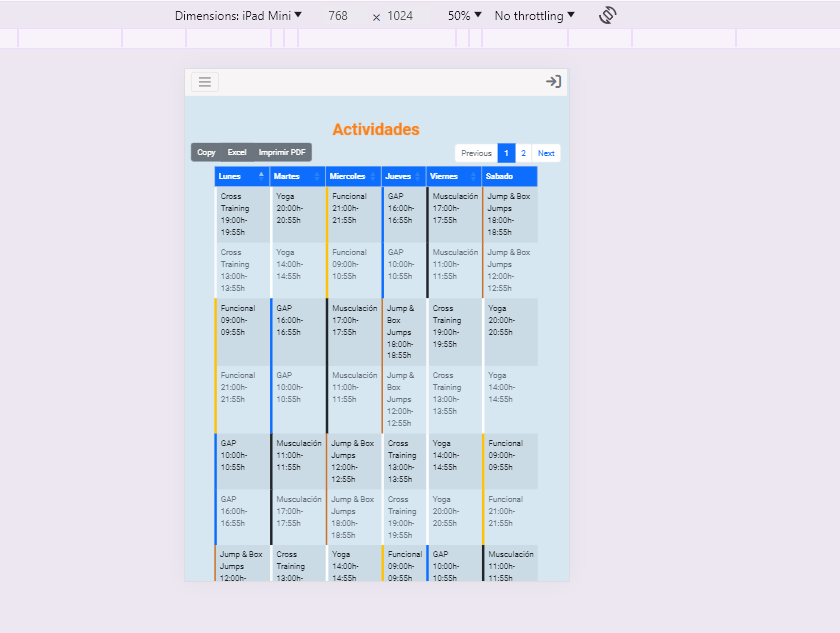 Dimensions: iPad Mini 768 × 1024 50% No throttling
Actividades
Copy Excel Imprimir PDF Previous 1 2 Next
Lunes Martes Miercoles Jueves Viernes Sabado
Cross Yoga Funcional GAP Musculación Jump & Box
Training 20:00h- 21:00h- 16:00h- 17:00h- Jumps
19:00h- 20:55h 21:55h 16:55h 17:55h 18:00h-
19:55h 18:55h
Cross Yoga Funcional GAP Musculación Jump & Box
Training 14:00h- 09:00h- 10:00h- 11:00h- Jumps
13:00h- 14:55h 10:55h 10:55h 11:55h 12:00h-
13:55h 12:55h
Funcional GAP Musculación Jump & Cross Yoga
09:00h- 16:00h- 17:00h- Box Training 20:00h-
09:55h 16:55h 17:55h Jumps 19:00h- 20:55h
18:00h- 19:55h
18:55h
Funcional GAP Musculación Jump & Cross Yoga
21:00h- 10:00h- 11:00h- Box Training 14:00h-
21:55h 10:55h 11:55h Jumps 13:00h- 14:55h
12:00h- 13:55h
12:55h
GAP Musculación Jump & Box Cross Yoga Funcional
10:00h- 11:00h- Jumps Training 14:00h- 09:00h-
10:55h 11:55h 12:00h- 13:00h- 14:55h 09:55h
12:55h 13:55h
GAP Musculación Jump & Box Cross Yoga Funcional
16:00h- 17:00h- Jumps Training 20:00h- 21:00h-
16:55h 17:55h 18:00h- 19:00h- 20:55h 21:55h
18:55h 19:55h
Jump & Box Cross Yoga Funcional GAP Musculación
Jumps Training 14:00h- 09:00h- 10:00h- 11:00h-
12:00h- 13:00h- 14:55h 09:55h 10:55h 11:55h